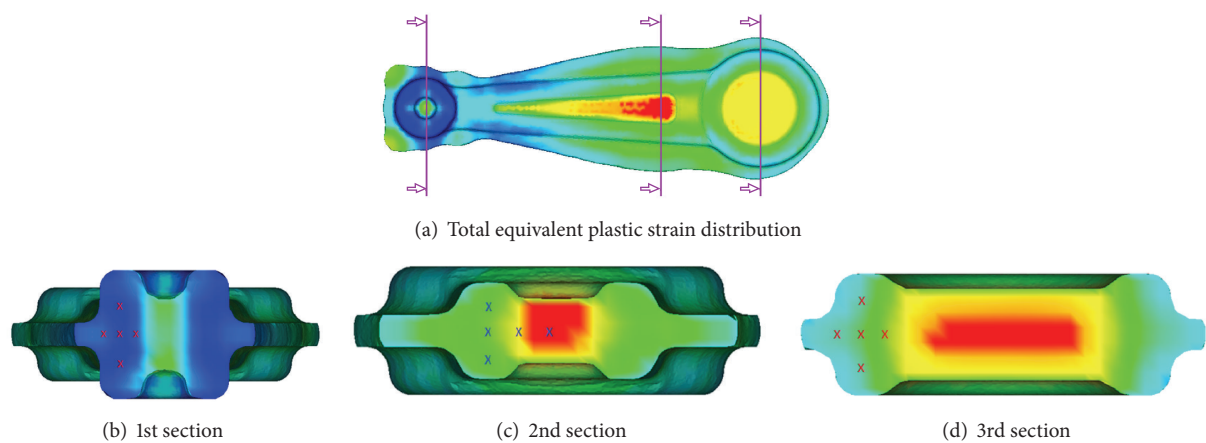 (a) Total equivalent plastic strain distribution
(b) 1st section
(c) 2nd section
(d) 3rd section